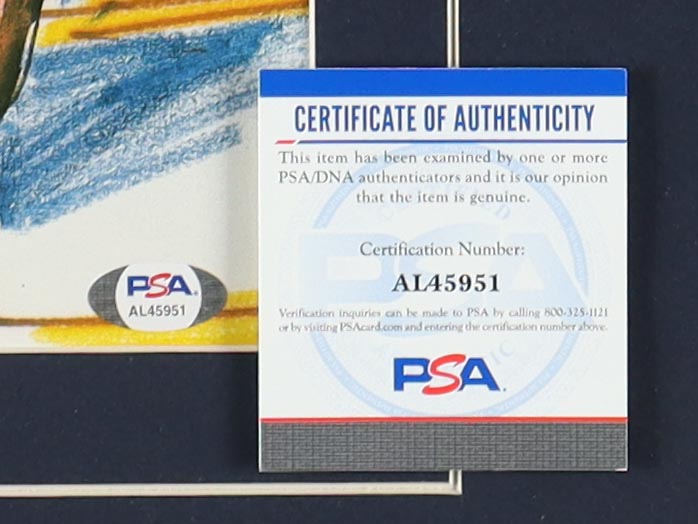 CERTIFICATE OF AUTHENTICITY
This item has been examined by one or more
PSA/DNA authenticators and it is our opinion
that the item is genuine.
Certification Number:
AL45951
Verification inquiries can be made to PSA by calling 800-325-1121
or by visiting PSAcard.com and entering the certification number above.
PSA
PSA
AL45951